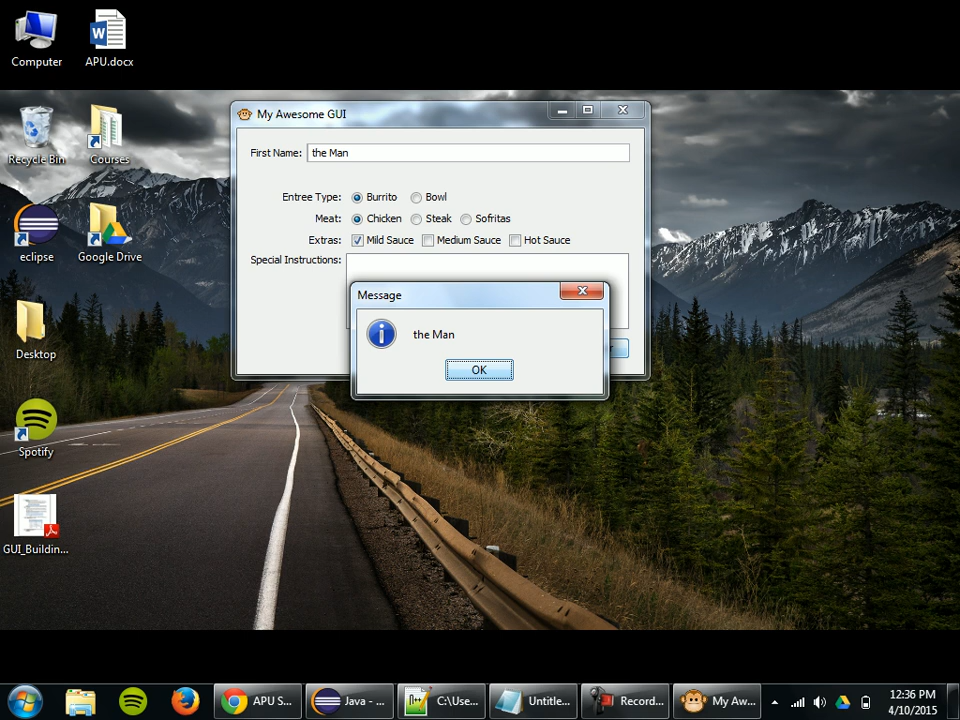 Computer
APU.docx
Recycle Bin
Courses
eclipse
Google Drive
Desktop
Spotify
GUI_Buildin...
My Awesome GUI
First Name: the Man
Entree Type: Burrito Bowl
Meat: Chicken Steak Sofritas
Extras: Mild Sauce Medium Sauce Hot Sauce
Special Instructions:
Message
the Man
OK
APU S...
Java - ...
C:\Use...
Untitle...
Record...
My Aw...
12:36 PM
4/10/2015